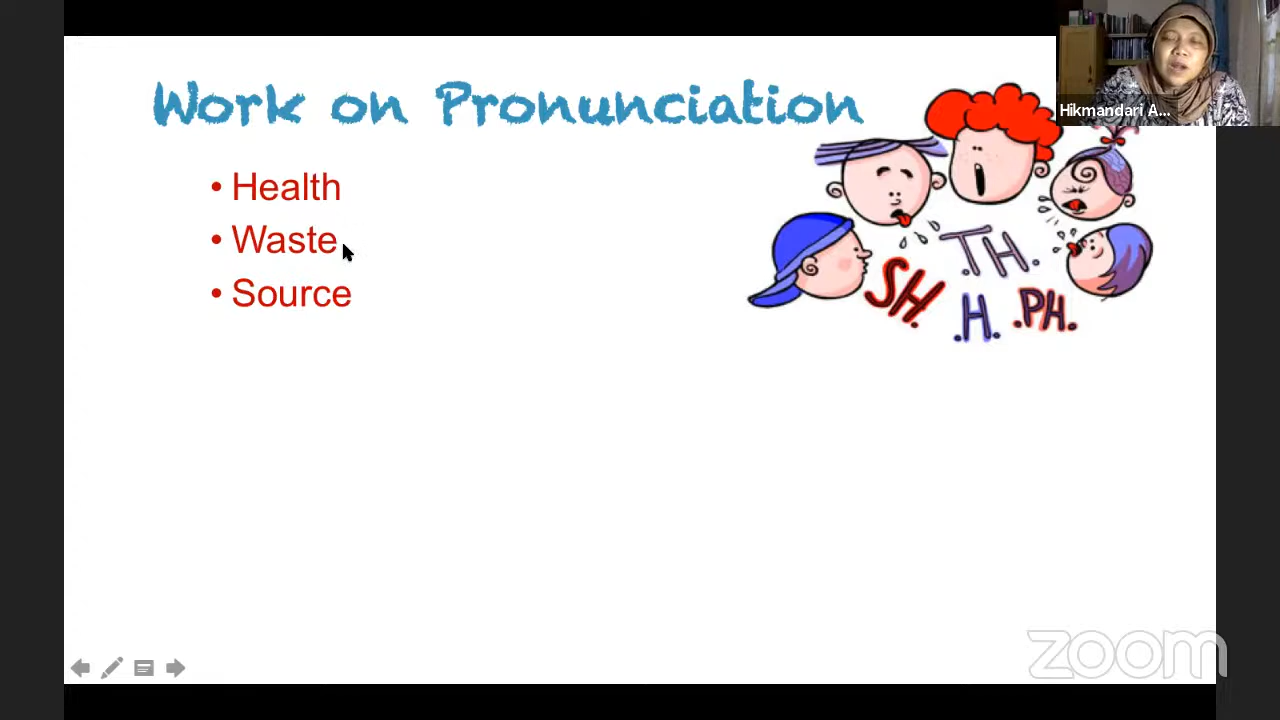 Work on Pronunciation
Hikmandari A...
• Health
• Waste
• Source
.TH.
SH.
.H.
.PH.
zoom